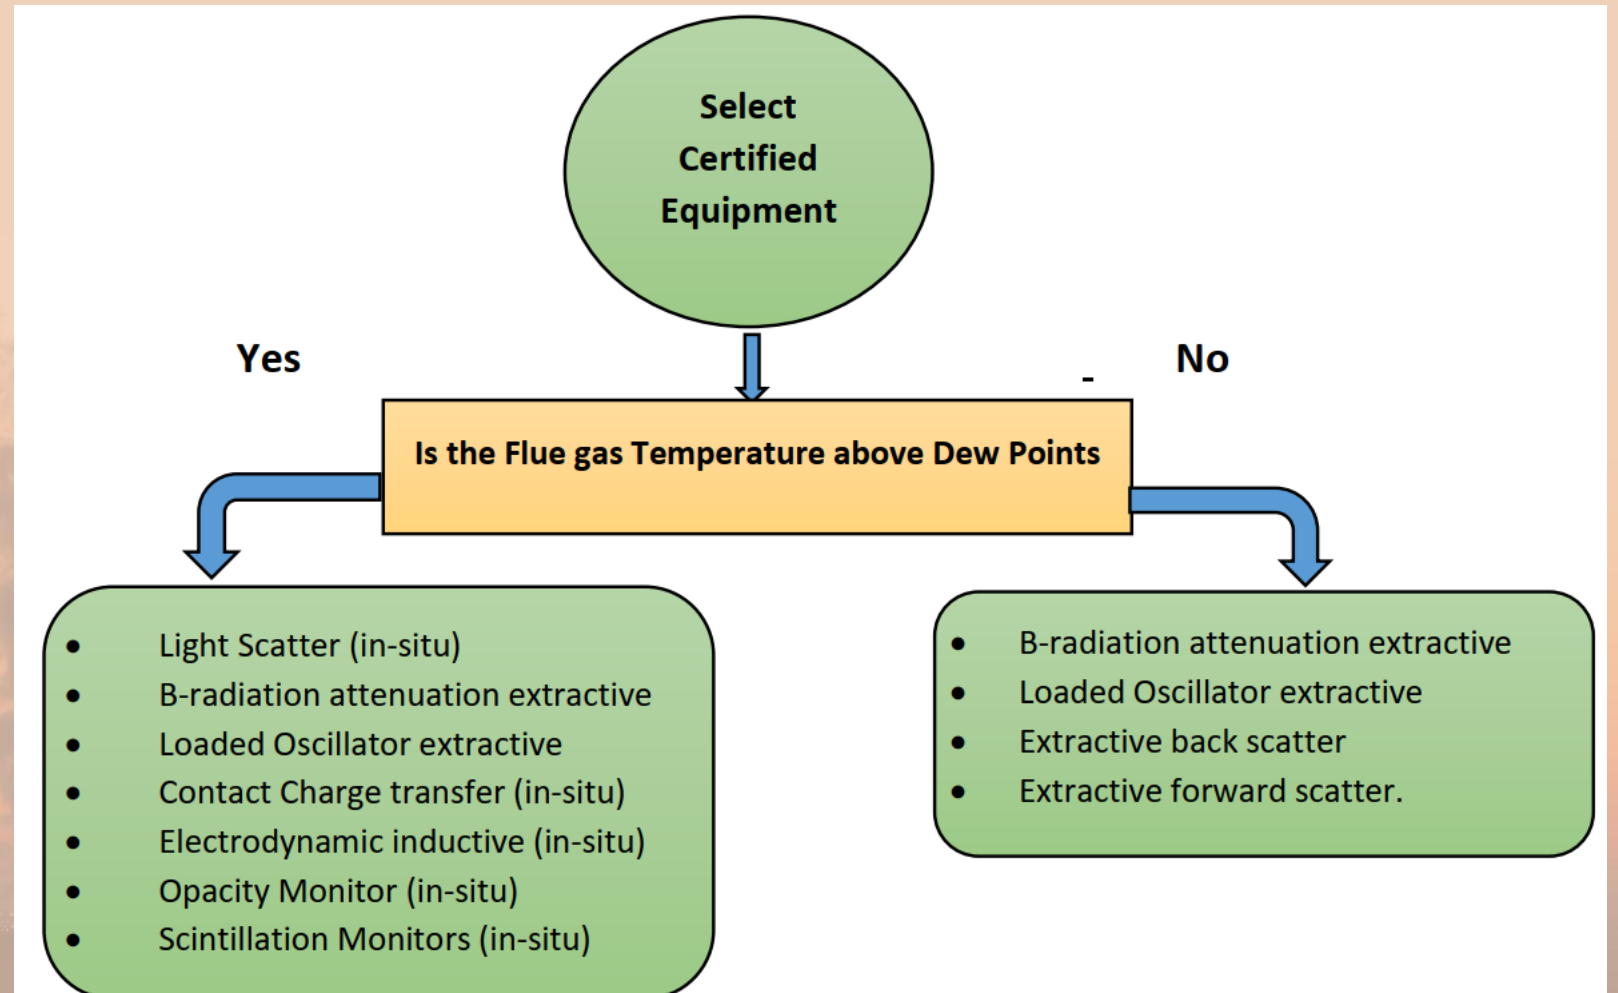 Select
Certified
Equipment
Yes
-
No
Is the Flue gas Temperature above Dew Points
• Light Scatter (in-situ)
• B-radiation attenuation extractive
• Loaded Oscillator extractive
• Contact Charge transfer (in-situ)
• Electrodynamic inductive (in-situ)
• Opacity Monitor (in-situ)
• Scintillation Monitors (in-situ)
• B-radiation attenuation extractive
• Loaded Oscillator extractive
• Extractive back scatter
• Extractive forward scatter.